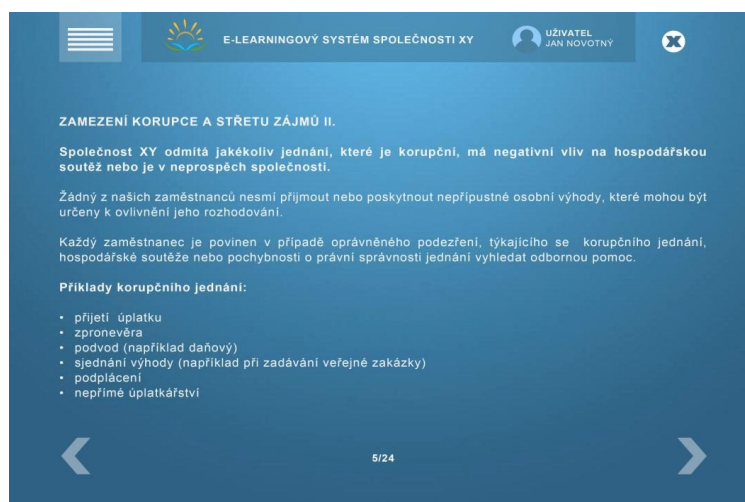 E-LEARNINGOVÝ SYSTÉM SPOLEČNOSTI XY
UŽIVATEL
JAN NOVOTNÝ
X
ZAMEZENÍ KORUPCE A STŘETU ZÁJMŮ II.
Společnost XY odmítá jakékoliv jednání, které je korupční, má negativní vliv na hospodářskou
soutěž nebo je v neprospěch společnosti.
Žádný z našich zaměstnanců nesmí přijmout nebo poskytnout nepřípustné osobní výhody, které mohou být
určeny k ovlivnění jeho rozhodování.
Každý zaměstnanec je povinen v případě oprávněného podezření, týkajícího se korupčního jednání,
hospodářské soutěže nebo pochybnosti o právní správnosti jednání vyhledat odbornou pomoc.
Příklady korupčního jednání:
• přijetí úplatku
• zpronevěra
• podvod (například daňový)
• sjednání výhody (například při zadávání veřejné zakázky)
• podplácení
• nepřímé úplatkářství
5/24